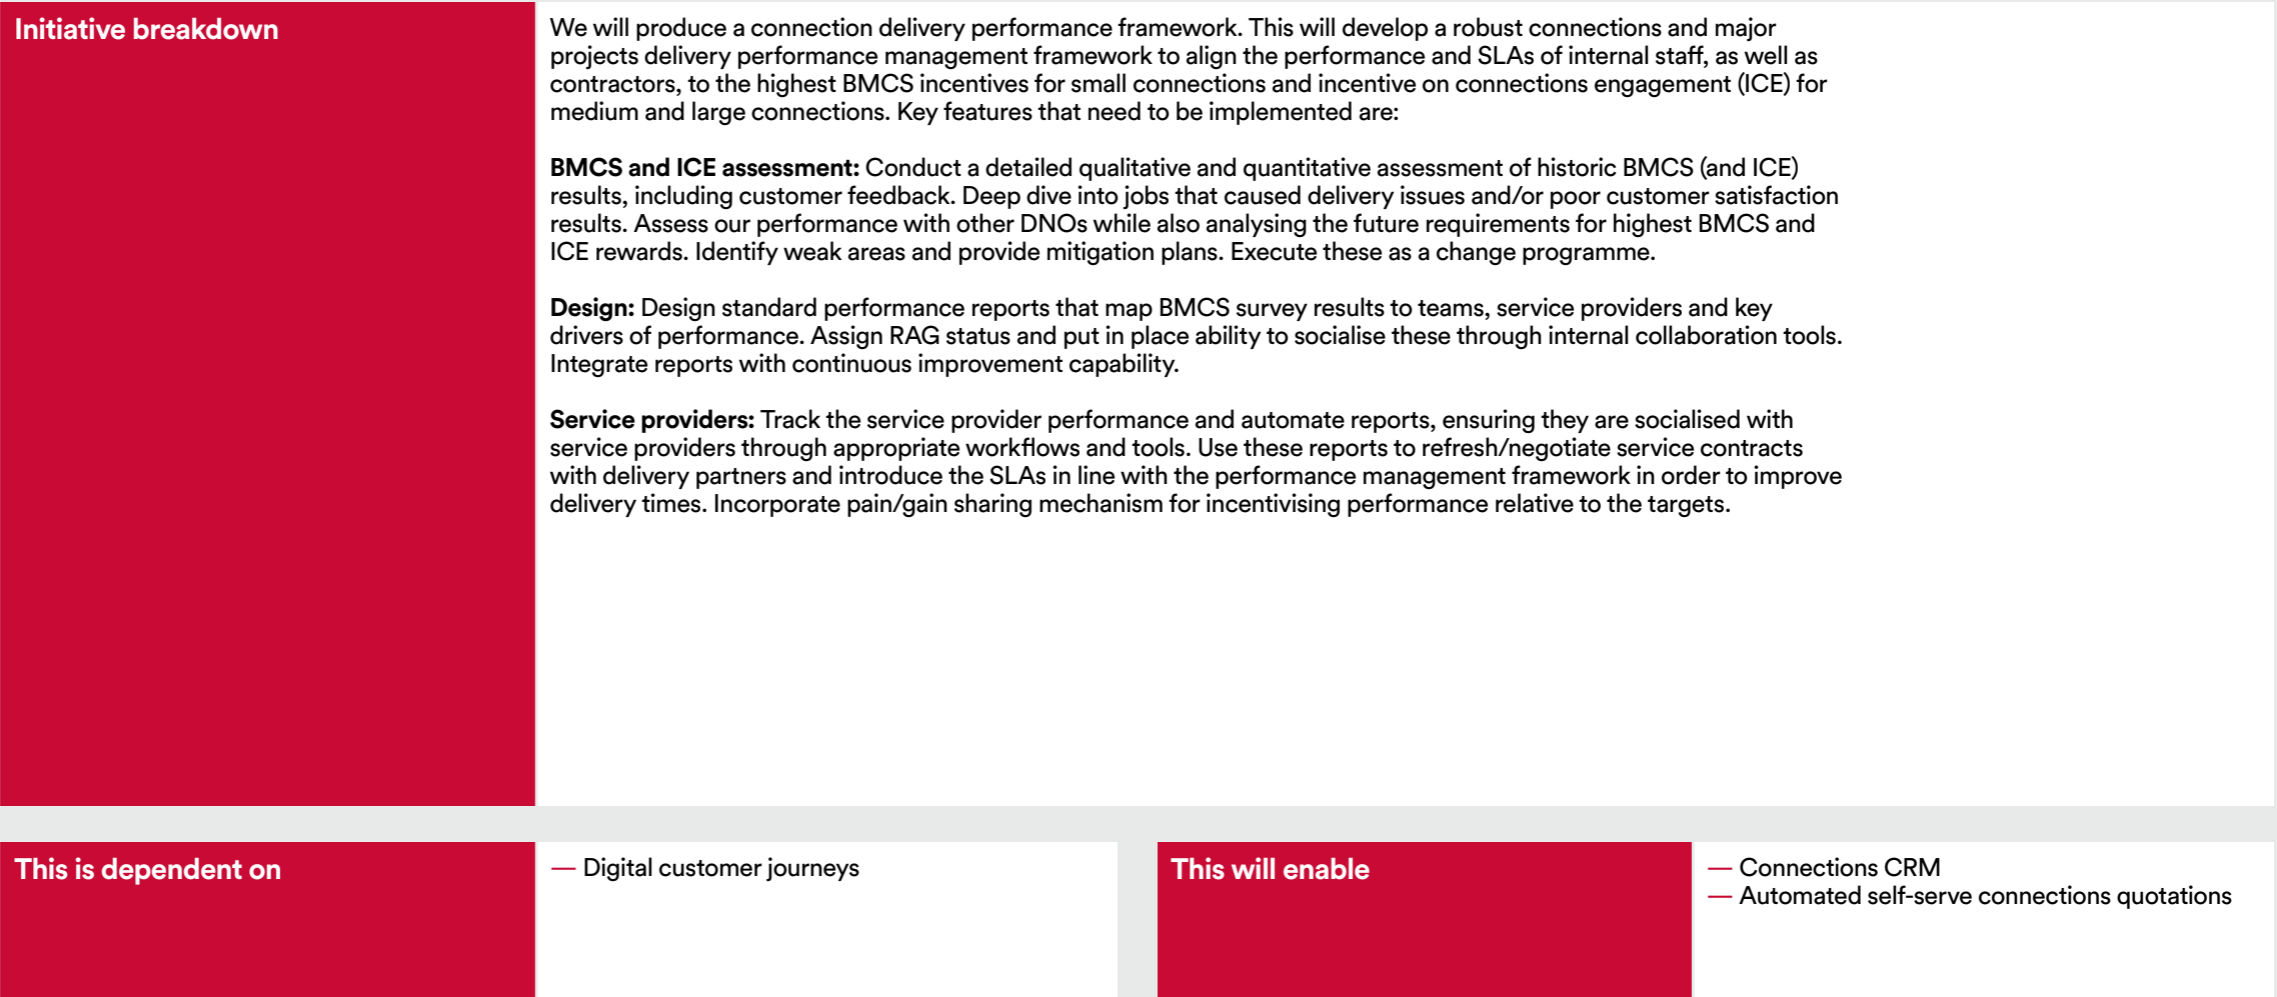 Initiative breakdown
We will produce a connection delivery performance framework. This will develop a robust connections and major
projects delivery performance management framework to align the performance and SLAs of internal staff, as well as
contractors, to the highest BMCS incentives for small connections and incentive on connections engagement (ICE) for
medium and large connections. Key features that need to be implemented are:
BMCS and ICE assessment: Conduct a detailed qualitative and quantitative assessment of historic BMCS (and ICE)
results, including customer feedback. Deep dive into jobs that caused delivery issues and/or poor customer satisfaction
results. Assess our performance with other DNOs while also analysing the future requirements for highest BMCS and
ICE rewards. Identify weak areas and provide mitigation plans. Execute these as a change programme.
Design: Design standard performance reports that map BMCS survey results to teams, service providers and key
drivers of performance. Assign RAG status and put in place ability to socialise these through internal collaboration tools.
Integrate reports with continuous improvement capability.
Service providers: Track the service provider performance and automate reports, ensuring they are socialised with
service providers through appropriate workflows and tools. Use these reports to refresh/negotiate service contracts
with delivery partners and introduce the SLAs in line with the performance management framework in order to improve
delivery times. Incorporate pain/gain sharing mechanism for incentivising performance relative to the targets.
This is dependent on
— Digital customer journeys
This will enable
— Connections CRM
— Automated self-serve connections quotations